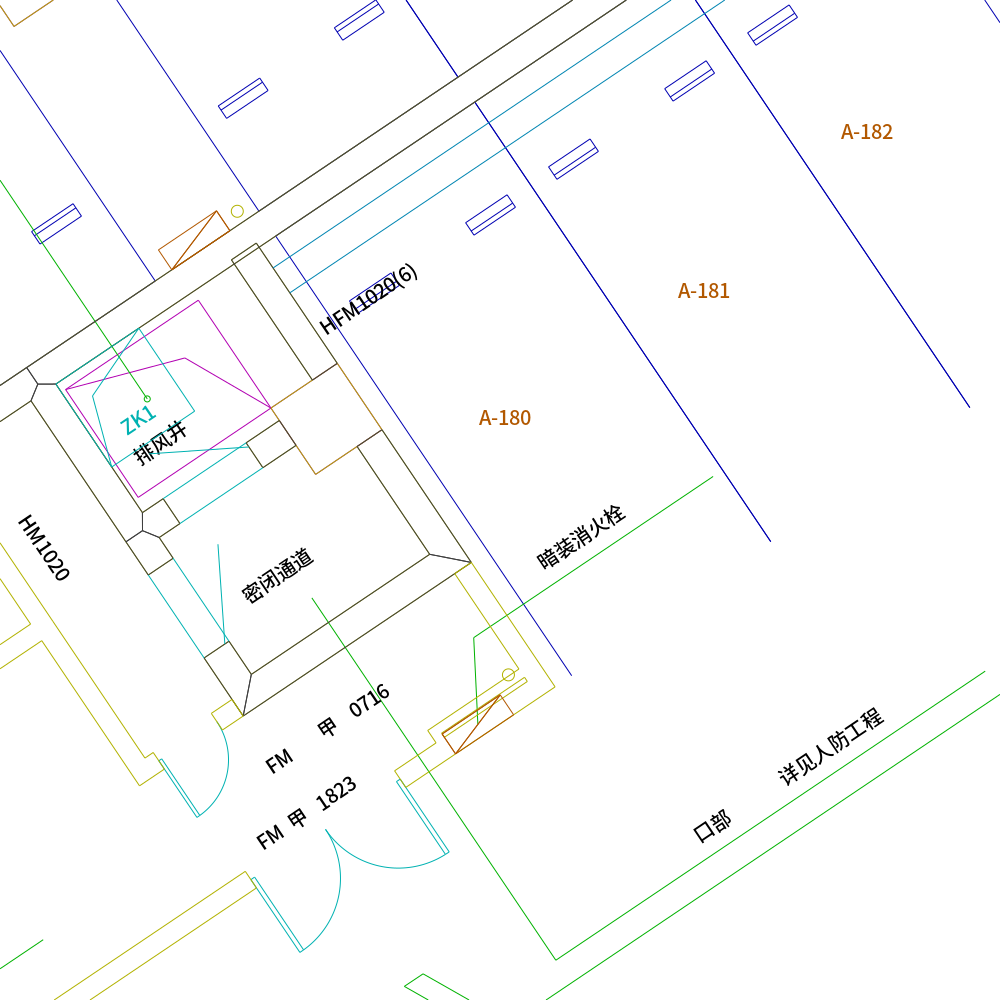 A-182
A-181
HFM1020(6)
A-180
ZK1
排风井
HM1020
暗装消火栓
密闭通道
FM 甲 0716
FM 甲 1823
详见人防工程
口部